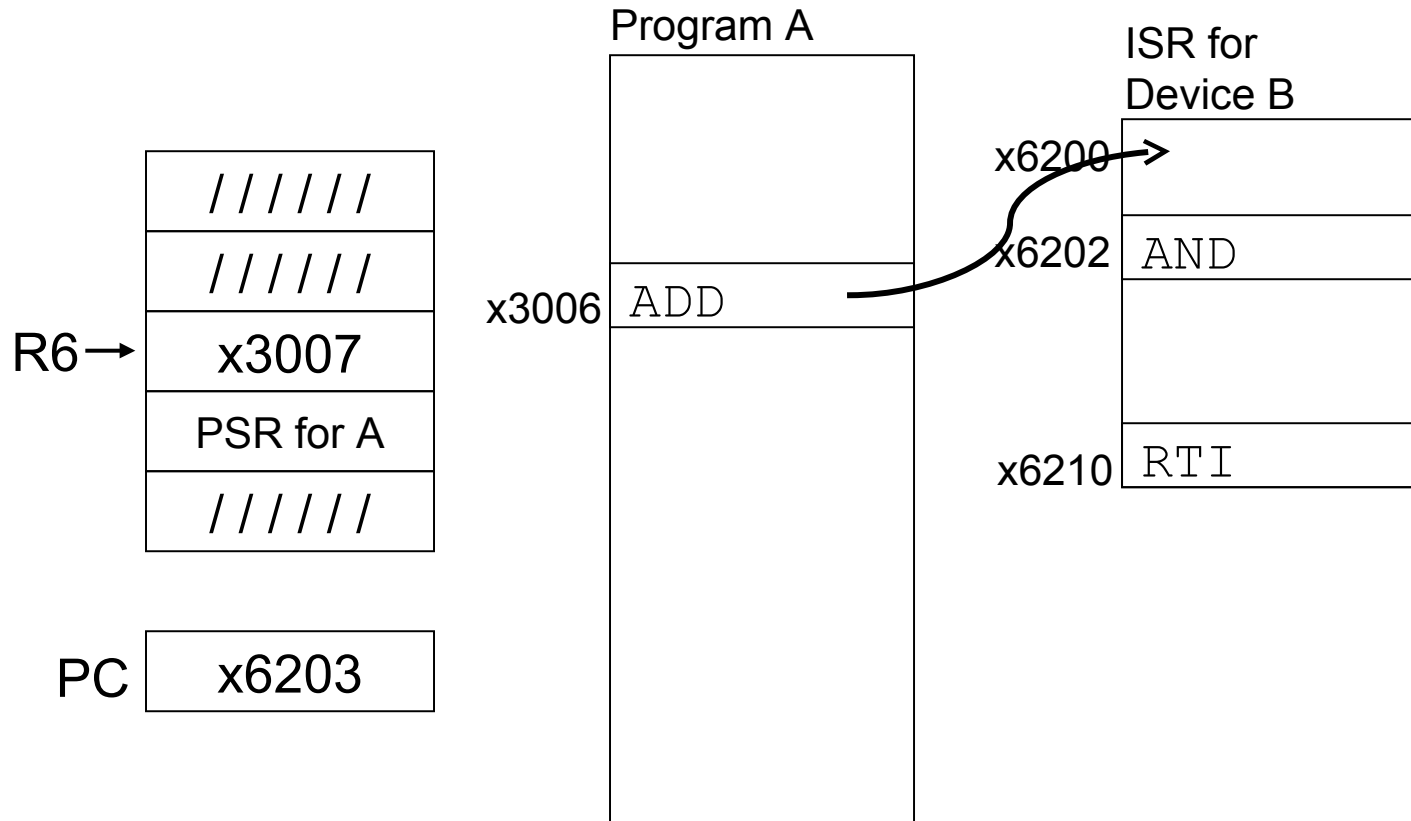 Program A
ISR for
Device B
x6200
//////
//////
x6202 AND
x3006 ADD
R6 x3007
PSR for A
x6210 RTI
//////
PC x6203